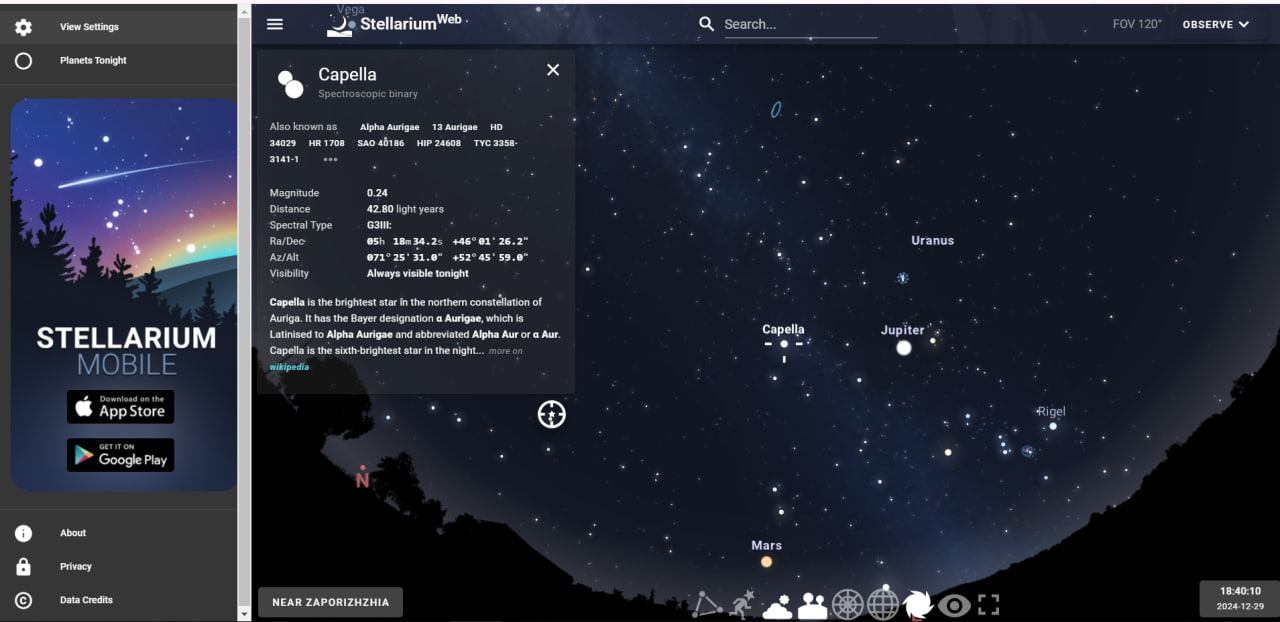 View Settings
Planets Tonight
STELLARIUM
MOBILE
Download on the
App Store
GET IT ON
Google Play
About
Privacy
Data Credits
Vega
StellariumWeb
Search...
FOV 120°
OBSERVE
Capella
Spectroscopic binary
Also known as Alpha Aurigae 13 Aurigae HD
34029 HR 1708 SAO 40186 HIP 24608 TYC 3358-
3141-1 •••
Magnitude 0.24
Distance 42.80 light years
Spectral Type G3III:
Ra/Dec 05h 18m34.2s +46°01'26.2"
Az/Alt 071°25'31.0" +52°45'59.0"
Visibility Always visible tonight
Capella is the brightest star in the northern constellation of
Auriga. It has the Bayer designation α Aurigae, which is
Latinised to Alpha Aurigae and abbreviated Alpha Aur or α Aur.
Capella is the sixth-brightest star in the night... more on
wikipedia
Uranus
Capella
Jupiter
Rigel
N
Mars
NEAR ZAPORIZHZHIA
18:40:10
2024-12-29